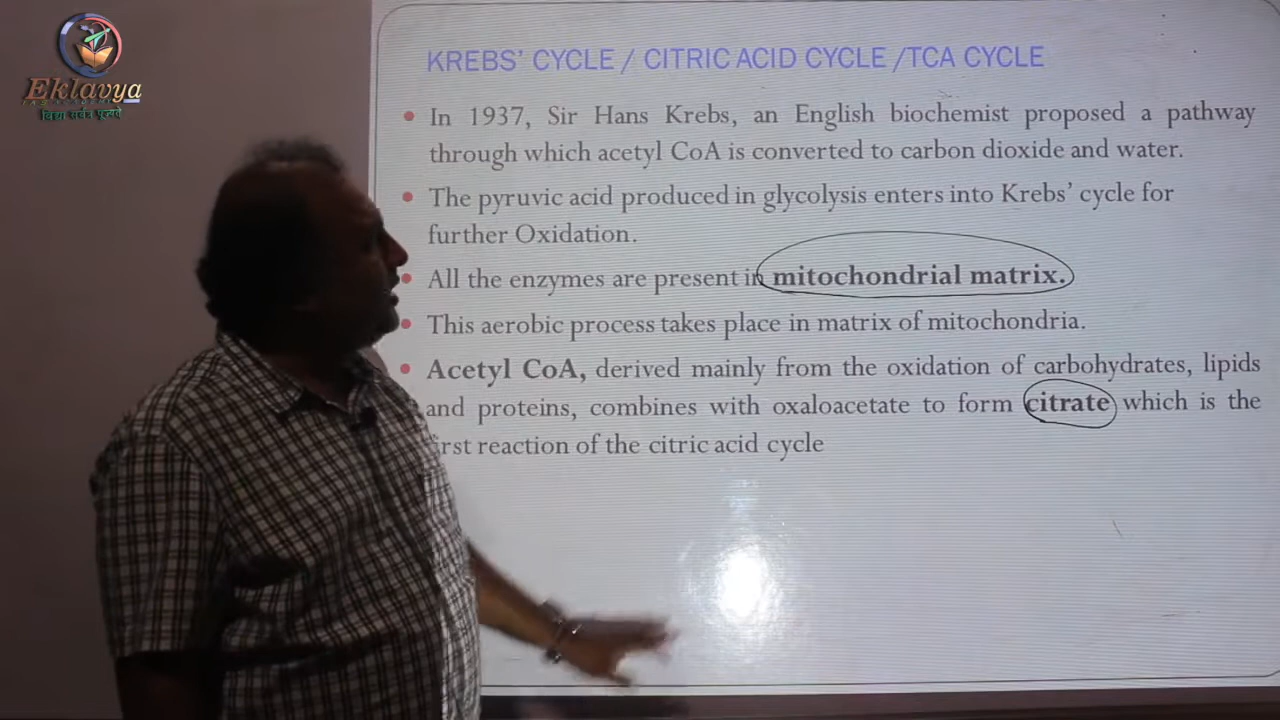 Eklavya
विद्या सर्वत्र पूज्यते
KREBS' CYCLE / CITRIC ACID CYCLE /TCA CYCLE
In 1937, Sir Hans Krebs, an English biochemist proposed a pathway
through which acetyl CoA is converted to carbon dioxide and water.
The pyruvic acid produced in glycolysis enters into Krebs' cycle for
further Oxidation.
All the enzymes are present in mitochondrial matrix.
This aerobic process takes place in matrix of mitochondria.
Acetyl CoA, derived mainly from the oxidation of carbohydrates, lipids
and proteins, combines with oxaloacetate to form citrate which is the
irst reaction of the citric acid cycle